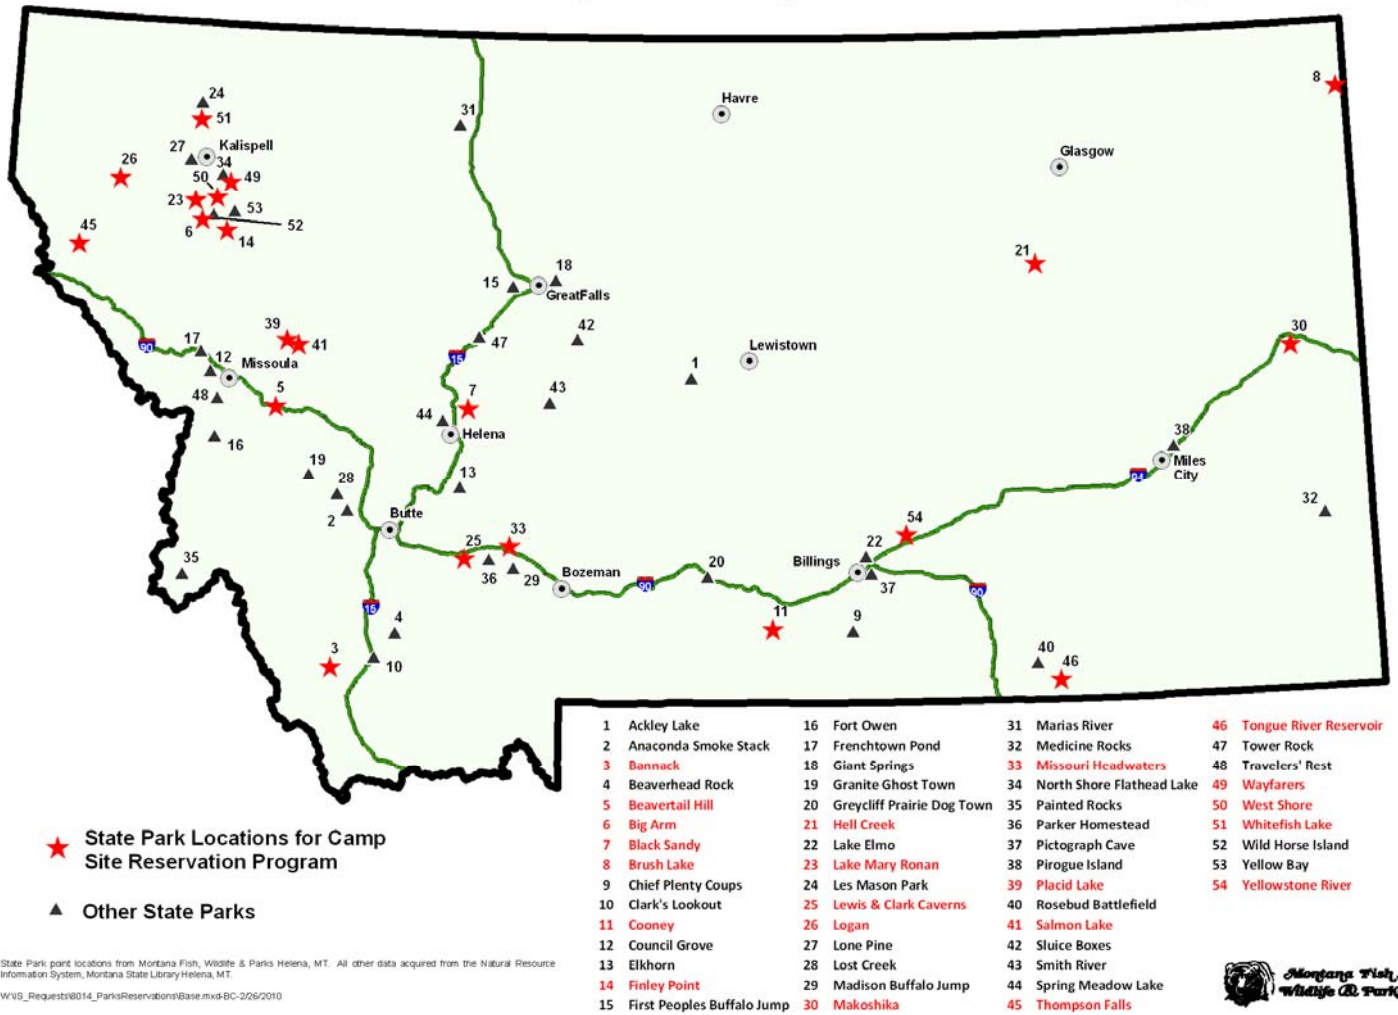 8
24
51
31
Havre
Kalispell
27
34
26
50
49
Glasgow
23
53
52
6
14
45
21
18
15
GreatFalls
39
41
42
47
30
17
90
15
12
Missoula
Lewistown
1
5
7
43
48
44
Helena
16
38
Miles
City
94
19
13
28
32
2
Butte
54
33
25
22
Billings
35
36
29
Bozeman
20
37
90
90
15
4
11
9
3
10
40
46
1 Ackley Lake
2 Anaconda Smoke Stack
3 Bannack
4 Beaverhead Rock
5 Beavertail Hill
6 Big Arm
7 Black Sandy
8 Brush Lake
9 Chief Plenty Coups
10 Clark's Lookout
11 Cooney
12 Council Grove
13 Elkhorn
14 Finley Point
15 First Peoples Buffalo Jump
16 Fort Owen
17 Frenchtown Pond
18 Giant Springs
19 Granite Ghost Town
20 Greycliff Prairie Dog Town
21 Hell Creek
22 Lake Elmo
23 Lake Mary Ronan
24 Les Mason Park
25 Lewis & Clark Caverns
26 Logan
27 Lone Pine
28 Lost Creek
29 Madison Buffalo Jump
30 Makoshika
31 Marias River
32 Medicine Rocks
33 Missouri Headwaters
34 North Shore Flathead Lake
35 Painted Rocks
36 Parker Homestead
37 Pictograph Cave
38 Pirogue Island
39 Placid Lake
40 Rosebud Battlefield
41 Salmon Lake
42 Sluice Boxes
43 Smith River
44 Spring Meadow Lake
45 Thompson Falls
46 Tongue River Reservoir
47 Tower Rock
48 Travelers' Rest
49 Wayfarers
50 West Shore
51 Whitefish Lake
52 Wild Horse Island
53 Yellow Bay
54 Yellowstone River
State Park Locations for Camp
Site Reservation Program
Other State Parks
State Park point locations from Montana Fish, Wildlife & Parks Helena, MT. All other data acquired from the Natural Resource
Information System, Montana State Library Helena, MT.
W:\IS_Requests\8014_ParksReservations\Base.mxd-BC-2/26/2010
Montana Fish,
Wildlife & Park